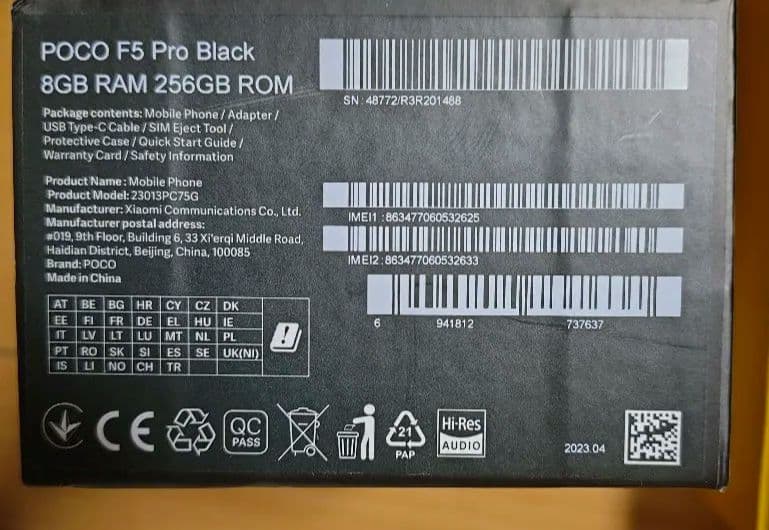 POCO F5 Pro Black
8GB RAM 256GB ROM
Package contents: Mobile Phone / Adapter /
USB Type-C Cable / SIM Eject Tool /
Protective Case / Quick Start Guide /
Warranty Card / Safety Information
Product Name: Mobile Phone
Product Model: 23013PC75G
Manufacturer: Xiaomi Communications Co., Ltd.
Manufacturer postal address:
#019, 9th Floor, Building 6, 33 Xi'erqi Middle Road,
Haidian District, Beijing, China, 100085
Brand: POCO
Made in China
SN: 48772/R3R201488
IMEI1 :863477060532625
IMEI2:863477060532633
6 941812 737637
AT BE BG HR CY CZ DK
EE FI FR DE EL HU IE
IT LV LT LU MT NL PL
PT RO SK SI ES SE UK(NI)
IS LI NO CH TR
CE
QC
PASS
21
PAP
Hi-Res
AUDIO
2023.04